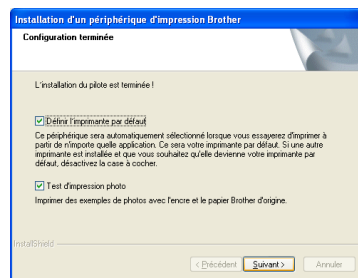 Installation d'un périphérique d'impression Brother
Configuration terminée
L'installation du pilote est terminée !
Définir l'imprimante par défaut
Ce périphérique sera automatiquement sélectionné lorsque vous essayerez d'imprimer à
partir de n'importe quelle application. Ce sera votre imprimante par défaut. Si une autre
imprimante est installée et que vous souhaitez qu'elle devienne votre imprimante par
défaut, désactivez la case à cocher.
Test d'impression photo
Imprimer des exemples de photos avec l'encre et le papier Brother d'origine.
InstallShield
< Précédent
Suivant >
Annuler